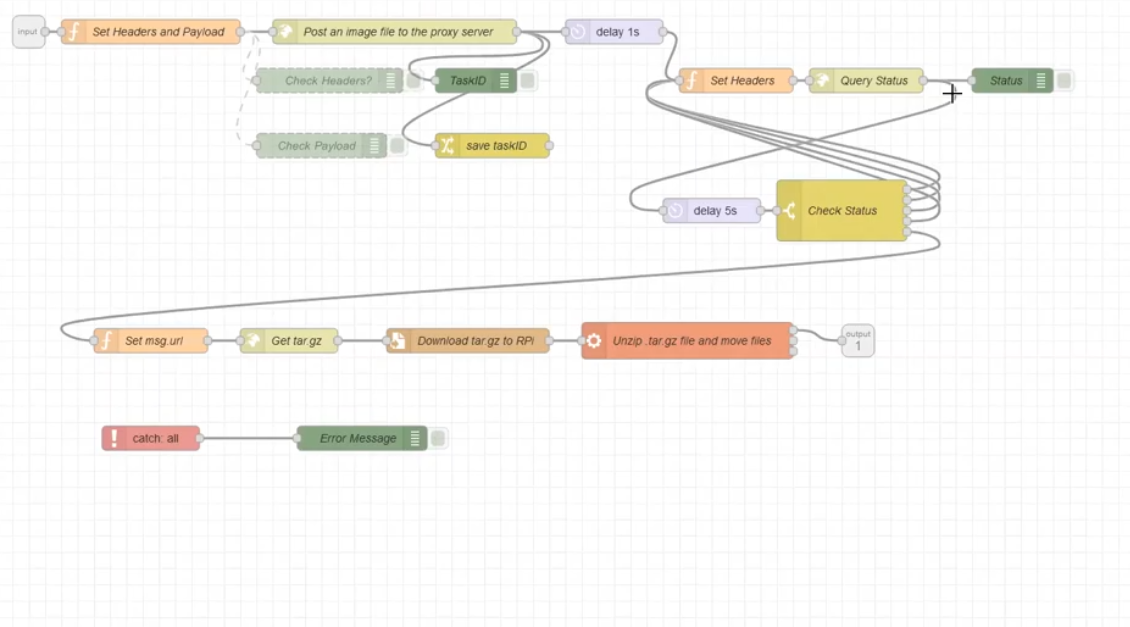 input
Set Headers and Payload
Post an image file to the proxy server
delay 1s
Check Headers?
TaskID
Set Headers
Query Status
Status
Check Payload
save taskID
delay 5s
Check Status
Set msg.url
Get tar.gz
Download tar.gz to RPi
Unzip .tar.gz file and move files
output
1
catch: all
Error Message